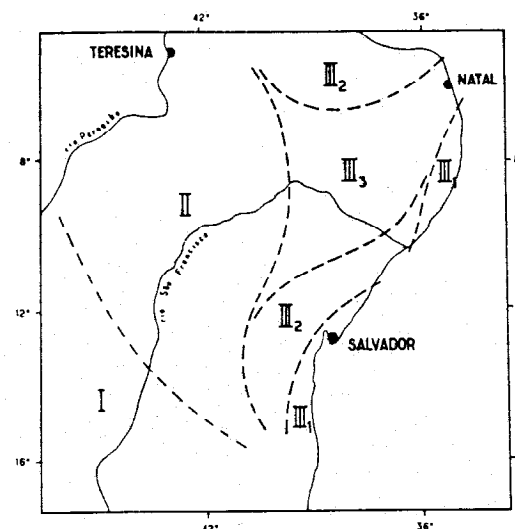 42° 36°
TERESINA
III2
NATAL
rio Parnaíba
8°
III3 III1
II
rio São Francisco
12°
III2
SALVADOR
I
III1
16°
42° 36°